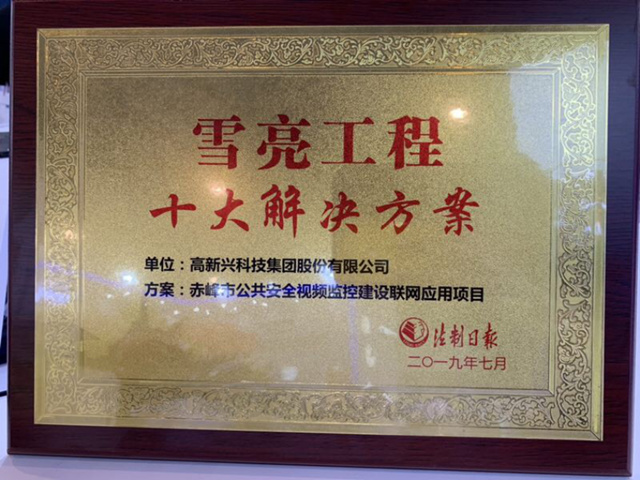 雪亮工程
十大解决方案
单位：高新兴科技集团股份有限公司
方案：赤峰市公共安全视频监控建设联网应用项目
法制日报
二〇一九年七月